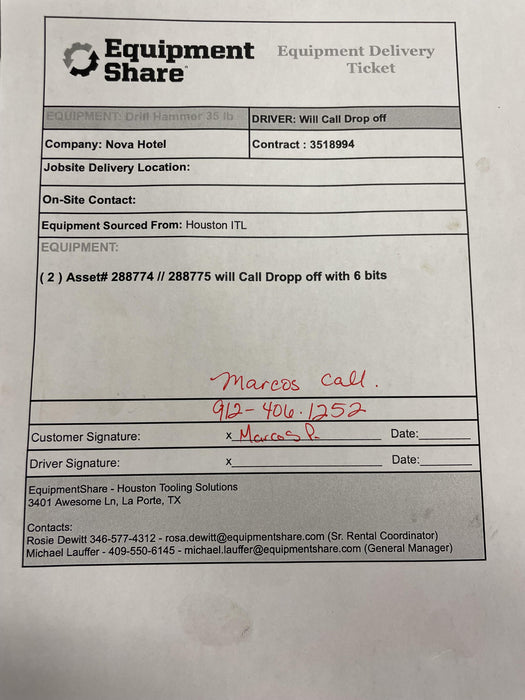 Equipment Share
Equipment Delivery Ticket
EQUIPMENT: Drill Hammer 35 lb
DRIVER: Will Call Drop off
Company: Nova Hotel
Contract : 3518994
Jobsite Delivery Location:
On-Site Contact:
Equipment Sourced From: Houston ITL
EQUIPMENT:
( 2 ) Asset# 288774 // 288775 will Call Dropp off with 6 bits
Marcos Call.
912-406.1252
Customer Signature: x Marcos P. Date:
Driver Signature: x Date:
EquipmentShare - Houston Tooling Solutions
3401 Awesome Ln, La Porte, TX
Contacts:
Rosie Dewitt 346-577-4312 - rosa.dewitt@equipmentshare.com (Sr. Rental Coordinator)
Michael Lauffer - 409-550-6145 - michael.lauffer@equipmentshare.com (General Manager)